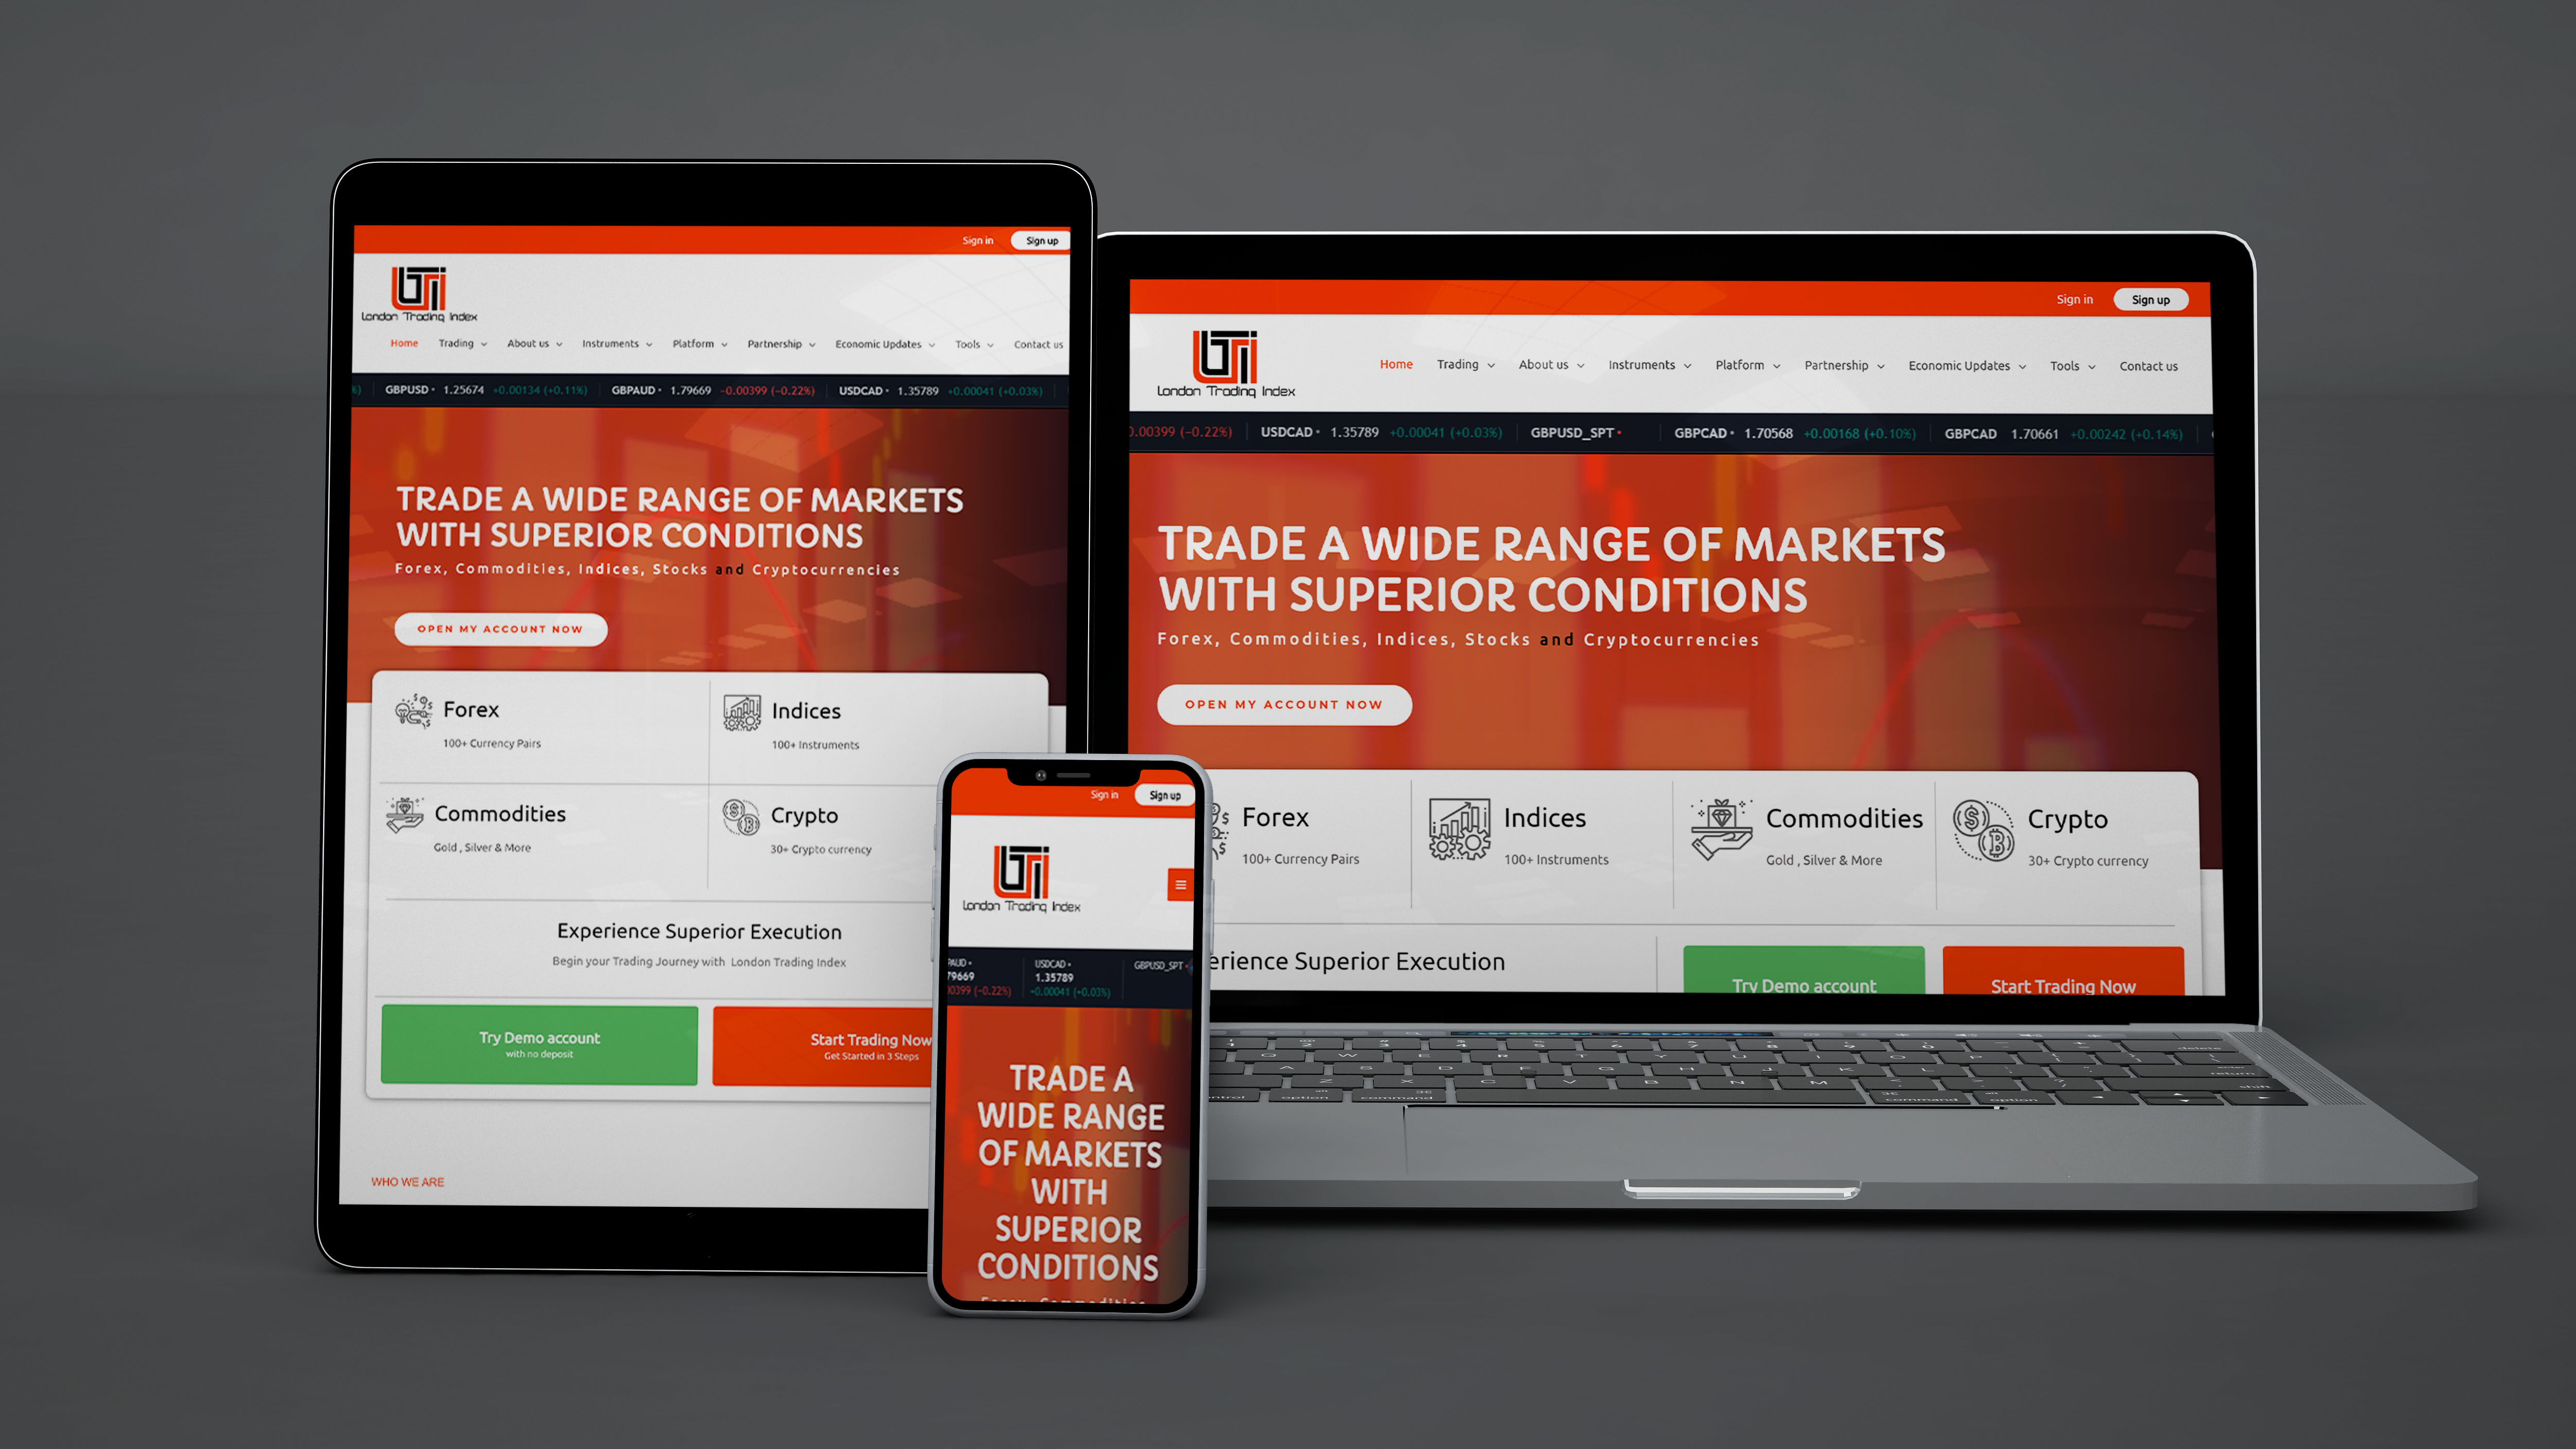 Sign in Sign up
London Trading Index
Home Trading About us Instruments Platform Partnership Economic Updates Tools Contact us
%) GBPUSD 1.25674 +0.00134 (+0.11%) GBPAUD 1.79669 −0.00399 (−0.22%) USDCAD 1.35789 +0.00041 (+0.03%)
TRADE A WIDE RANGE OF MARKETS
WITH SUPERIOR CONDITIONS
Forex, Commodities, Indices, Stocks and Cryptocurrencies
OPEN MY ACCOUNT NOW
Forex
100+ Currency Pairs
Indices
100+ Instruments
Commodities
Gold , Silver & More
Crypto
30+ Crypto currency
Experience Superior Execution
Begin your Trading Journey with London Trading Index
Try Demo account
with no deposit
Start Trading Now
Get Started in 3 Steps
WHO WE ARE
Sign in Sign up
London Trading Index
USDCAD GBPUSD_SPT
79669 1.35789
00399 (−0.22%) +0.00041 (+0.03%)
TRADE A
WIDE RANGE
OF MARKETS
WITH
SUPERIOR
CONDITIONS
Sign in Sign up
London Trading Index
Home Trading About us Instruments Platform Partnership Economic Updates Tools Contact us
0.00399 (−0.22%) USDCAD 1.35789 +0.00041 (+0.03%) GBPUSD_SPT GBPCAD 1.70568 +0.00168 (+0.10%) GBPCAD 1.70661 +0.00242 (+0.14%)
TRADE A WIDE RANGE OF MARKETS
WITH SUPERIOR CONDITIONS
Forex, Commodities, Indices, Stocks and Cryptocurrencies
OPEN MY ACCOUNT NOW
Forex
100+ Currency Pairs
Indices
100+ Instruments
Commodities
Gold , Silver & More
Crypto
30+ Crypto currency
erience Superior Execution
Try Demo account
Start Trading Now